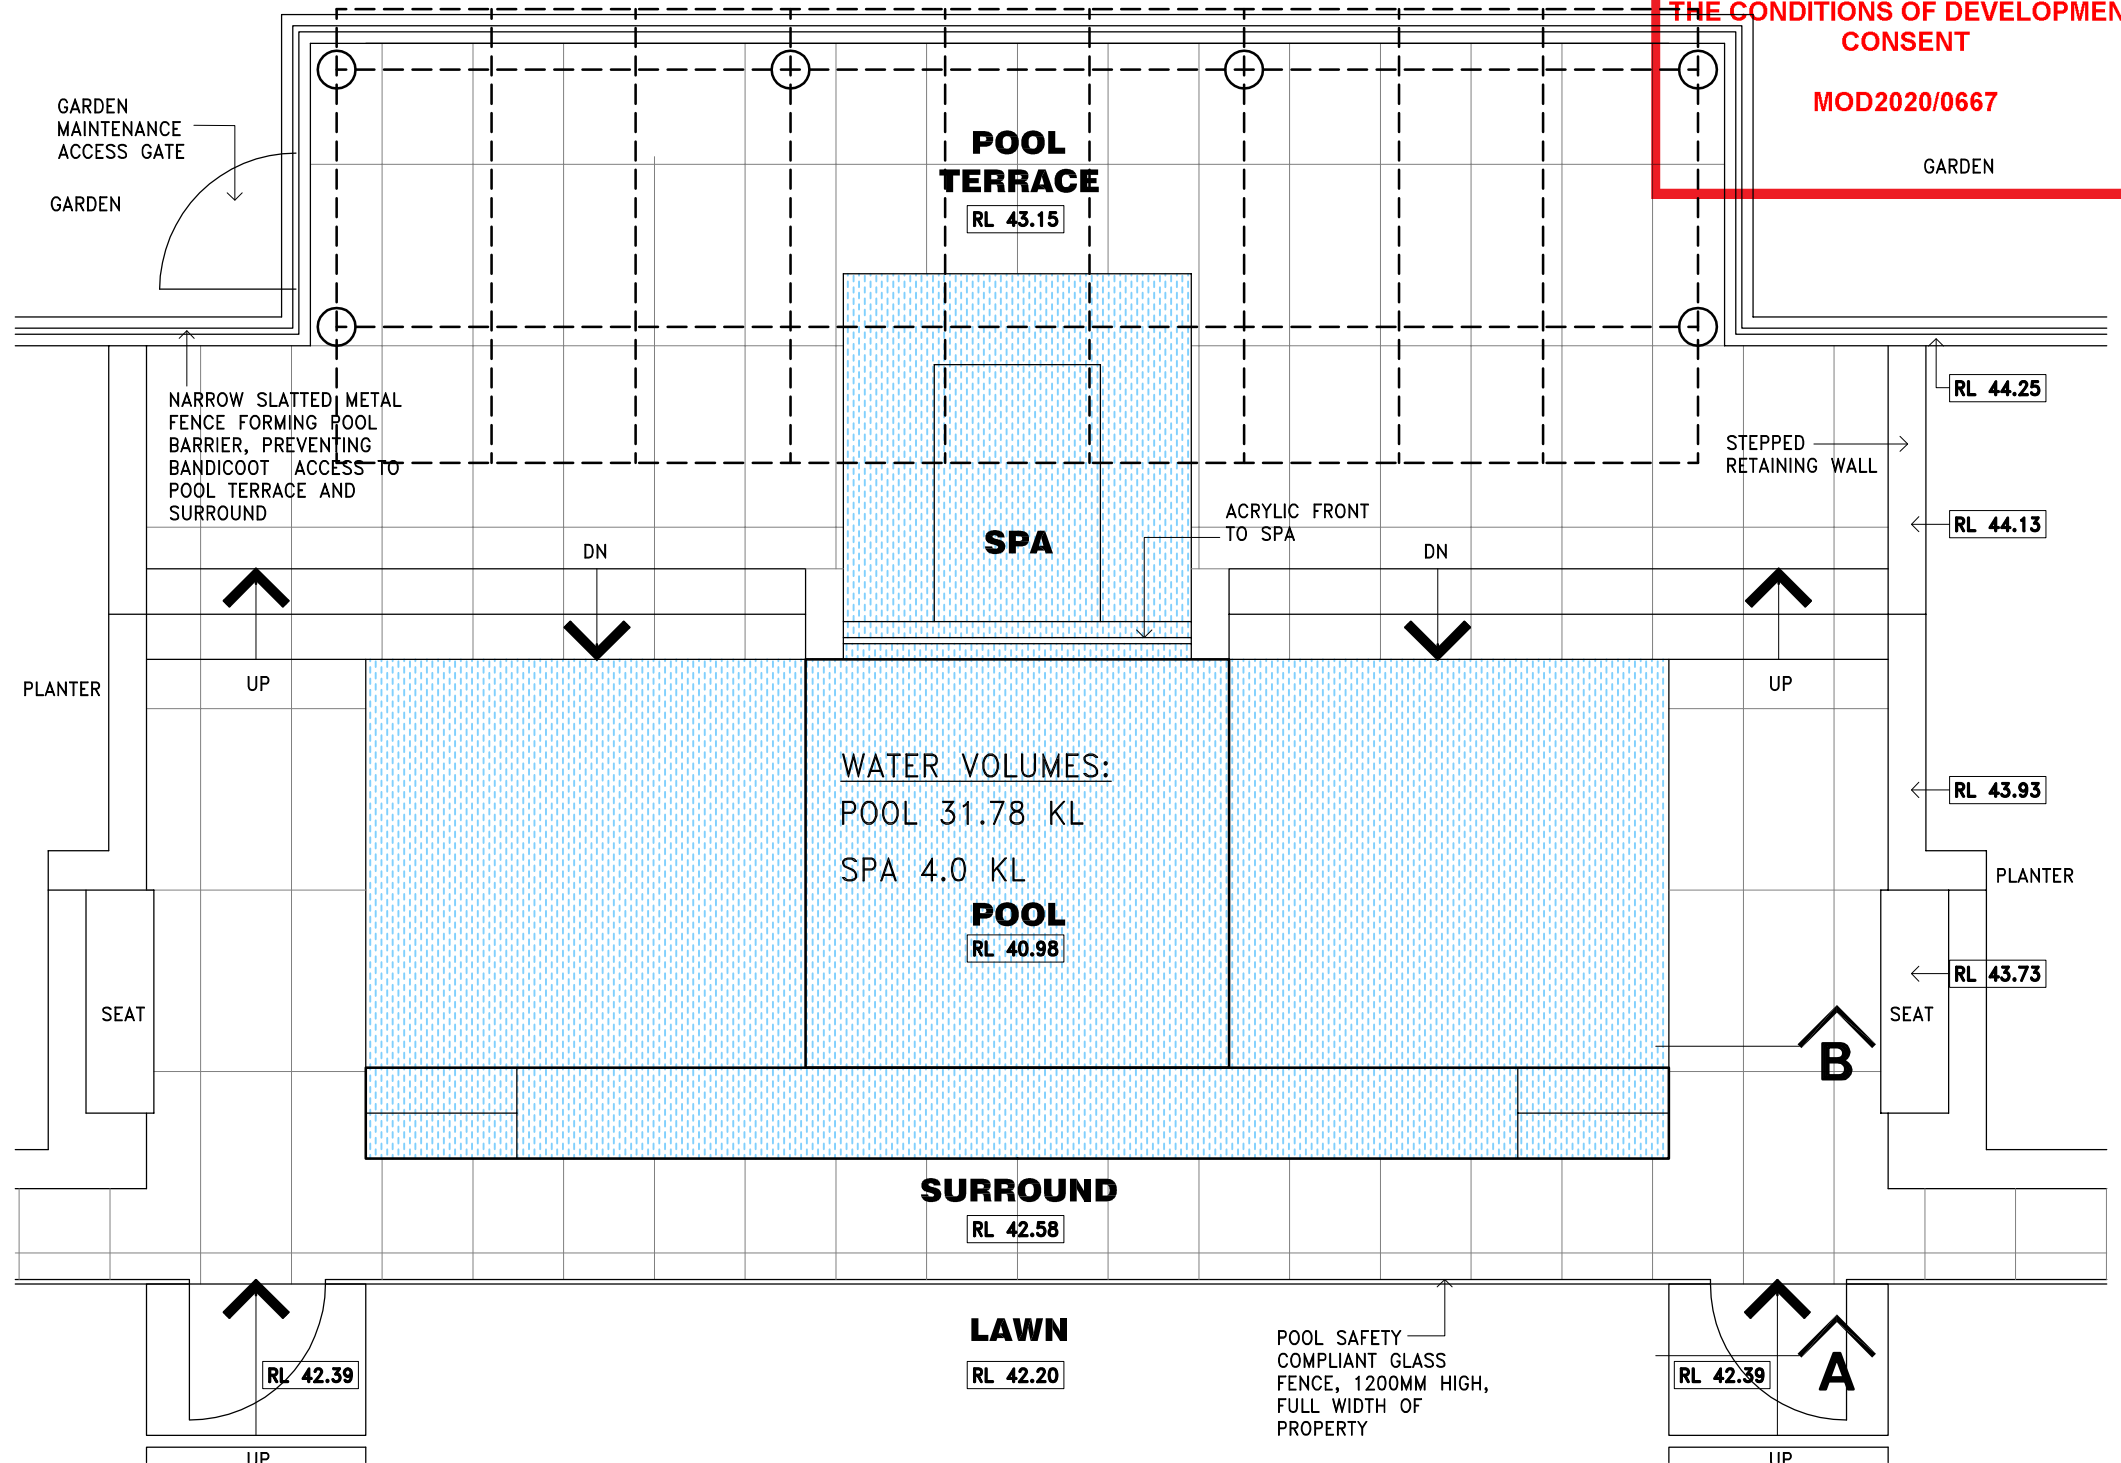 THE CONDITIONS OF DEVELOPMEN
CONSENT
MOD2020/0667
GARDEN
GARDEN
MAINTENANCE
ACCESS GATE
GARDEN
POOL
TERRACE
RL 43.15
NARROW SLATTED METAL
FENCE FORMING POOL
BARRIER, PREVENTING
BANDICOOT ACCESS TO
POOL TERRACE AND
SURROUND
RL 44.25
STEPPED
RETAINING WALL
ACRYLIC FRONT
TO SPA
RL 44.13
SPA
DN
DN
PLANTER
UP
UP
WATER VOLUMES:
POOL 31.78 KL
SPA 4.0 KL
POOL
RL 40.98
RL 43.93
PLANTER
RL 43.73
SEAT
SEAT
B
SURROUND
RL 42.58
LAWN
RL 42.20
RL 42.39
POOL SAFETY
COMPLIANT GLASS
FENCE, 1200MM HIGH,
FULL WIDTH OF
PROPERTY
RL 42.39
A
UP
UP